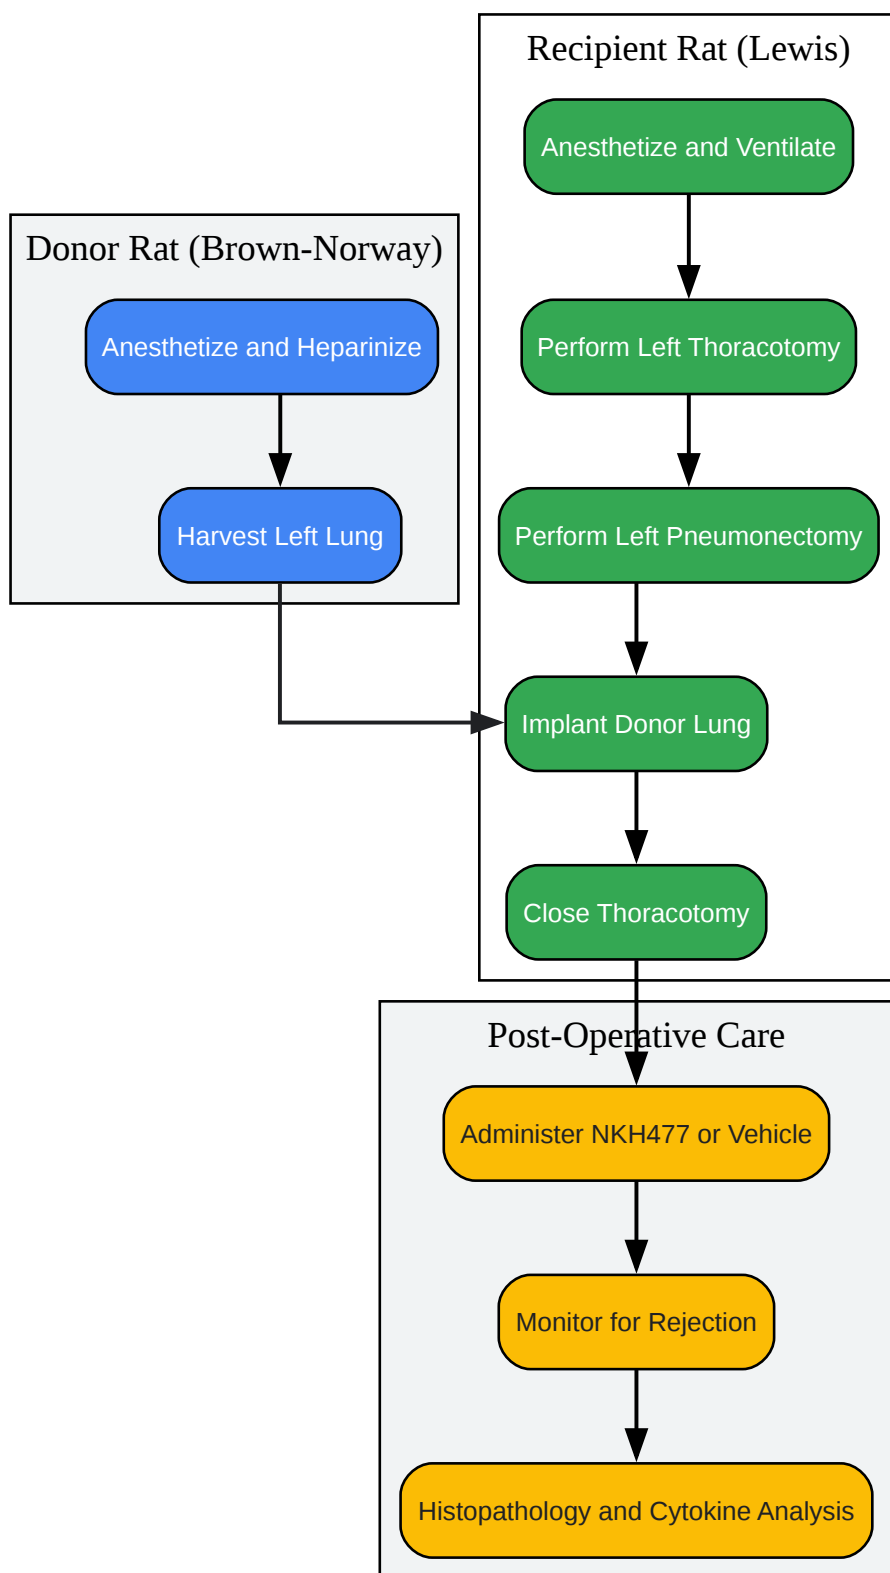 Recipient Rat (Lewis)
Anesthetize and Ventilate
Donor Rat (Brown-Norway)
Anesthetize and Heparinize
Perform Left Thoracotomy
Harvest Left Lung
Perform Left Pneumonectomy
Implant Donor Lung
Close Thoracotomy
Post-Operative Care
Administer NKH477 or Vehicle
Monitor for Rejection
Histopathology and Cytokine Analysis